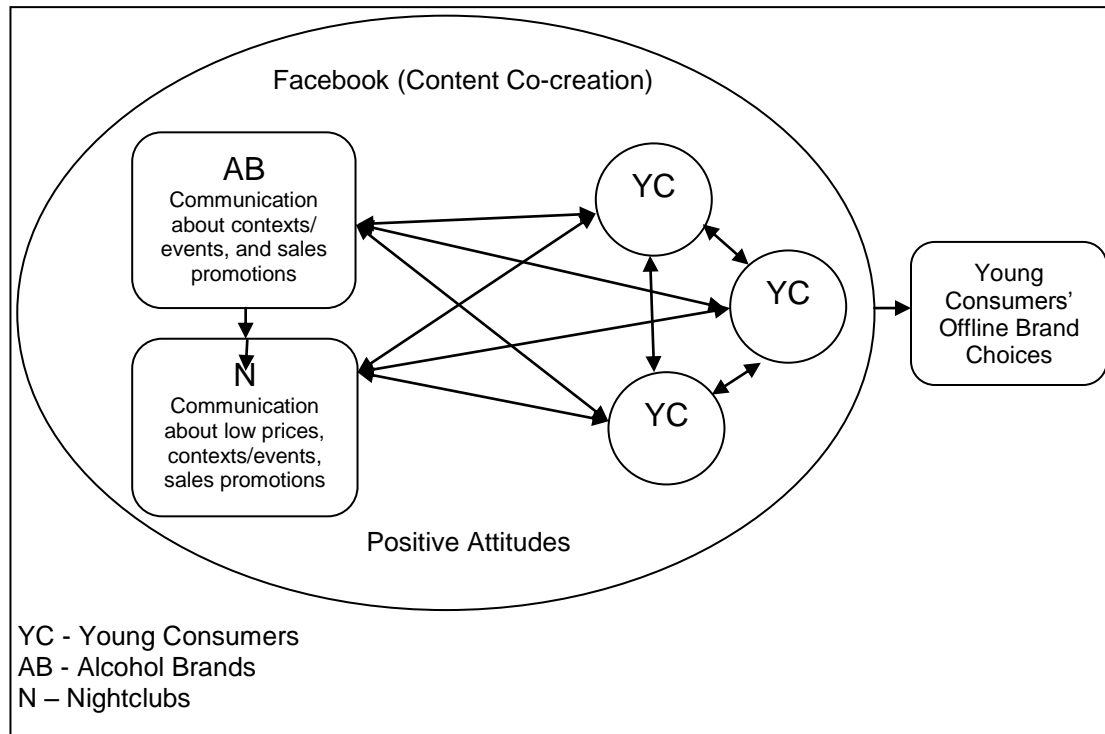 Facebook (Content Co-creation)
AB
Communication
about contexts/
events, and sales
promotions
N
Communication
about low prices,
contexts/events,
sales promotions
YC
YC
YC
Young
Consumers’
Offline Brand
Choices
Positive Attitudes
YC - Young Consumers
AB - Alcohol Brands
N – Nightclubs